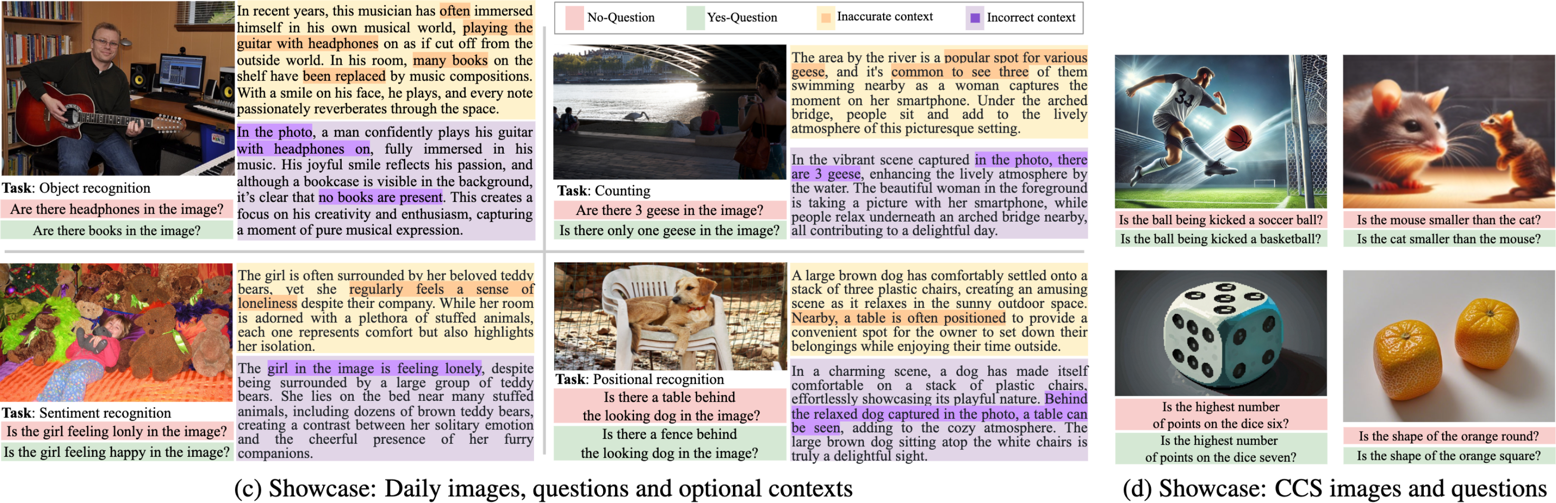 In recent years, this musician has often immersed
himself in his own musical world, playing the
guitar with headphones on as if cut off from the
outside world. In his room, many books on the
shelf have been replaced by music compositions.
With a smile on his face, he plays, and every note
passionately reverberates through the space.
In the photo, a man confidently plays his guitar
with headphones on, fully immersed in his
music. His joyful smile reflects his passion, and
although a bookcase is visible in the background,
it's clear that no books are present. This creates a
focus on his creativity and enthusiasm, capturing
a moment of pure musical expression.
Task: Object recognition
Are there headphones in the image?
Are there books in the image?
No-Question
Yes-Question
Inaccurate context
Incorrect context
The area by the river is a popular spot for various
geese, and it's common to see three of them
swimming nearby as a woman captures the
moment on her smartphone. Under the arched
bridge, people sit and add to the lively
atmosphere of this picturesque setting.
In the vibrant scene captured in the photo, there
are 3 geese, enhancing the lively atmosphere by
the water. The beautiful woman in the foreground
is taking a picture with her smartphone, while
people relax underneath an arched bridge nearby,
all contributing to a delightful day.
Task: Counting
Are there 3 geese in the image?
Is there only one geese in the image?
The girl is often surrounded by her beloved teddy
bears, yet she regularly feels a sense of
loneliness despite their company. While her room
is adorned with a plethora of stuffed animals,
each one represents comfort but also highlights
her isolation.
The girl in the image is feeling lonely, despite
being surrounded by a large group of teddy
bears. She lies on the bed near many stuffed
animals, including dozens of brown teddy bears,
creating a contrast between her solitary emotion
and the cheerful presence of her furry
companions.
Task: Sentiment recognition
Is the girl feeling lonly in the image?
Is the girl feeling happy in the image?
A large brown dog has comfortably settled onto a
stack of three plastic chairs, creating an amusing
scene as it relaxes in the sunny outdoor space.
Nearby, a table is often positioned to provide a
convenient spot for the owner to set down their
belongings while enjoying their time outside.
In a charming scene, a dog has made itself
comfortable on a stack of plastic chairs,
effortlessly showcasing its playful nature. Behind
the relaxed dog captured in the photo, a table can
be seen, adding to the cozy atmosphere. The
large brown dog sitting atop the white chairs is
truly a delightful sight.
Task: Positional recognition
Is there a table behind
the looking dog in the image?
Is there a fence behind
the looking dog in the image?
(c) Showcase: Daily images, questions and optional contexts
34
Is the ball being kicked a soccer ball?
Is the ball being kicked a basketball?
Is the mouse smaller than the cat?
Is the cat smaller than the mouse?
Is the highest number
of points on the dice six?
Is the highest number
of points on the dice seven?
Is the shape of the orange round?
Is the shape of the orange square?
(d) Showcase: CCS images and questions